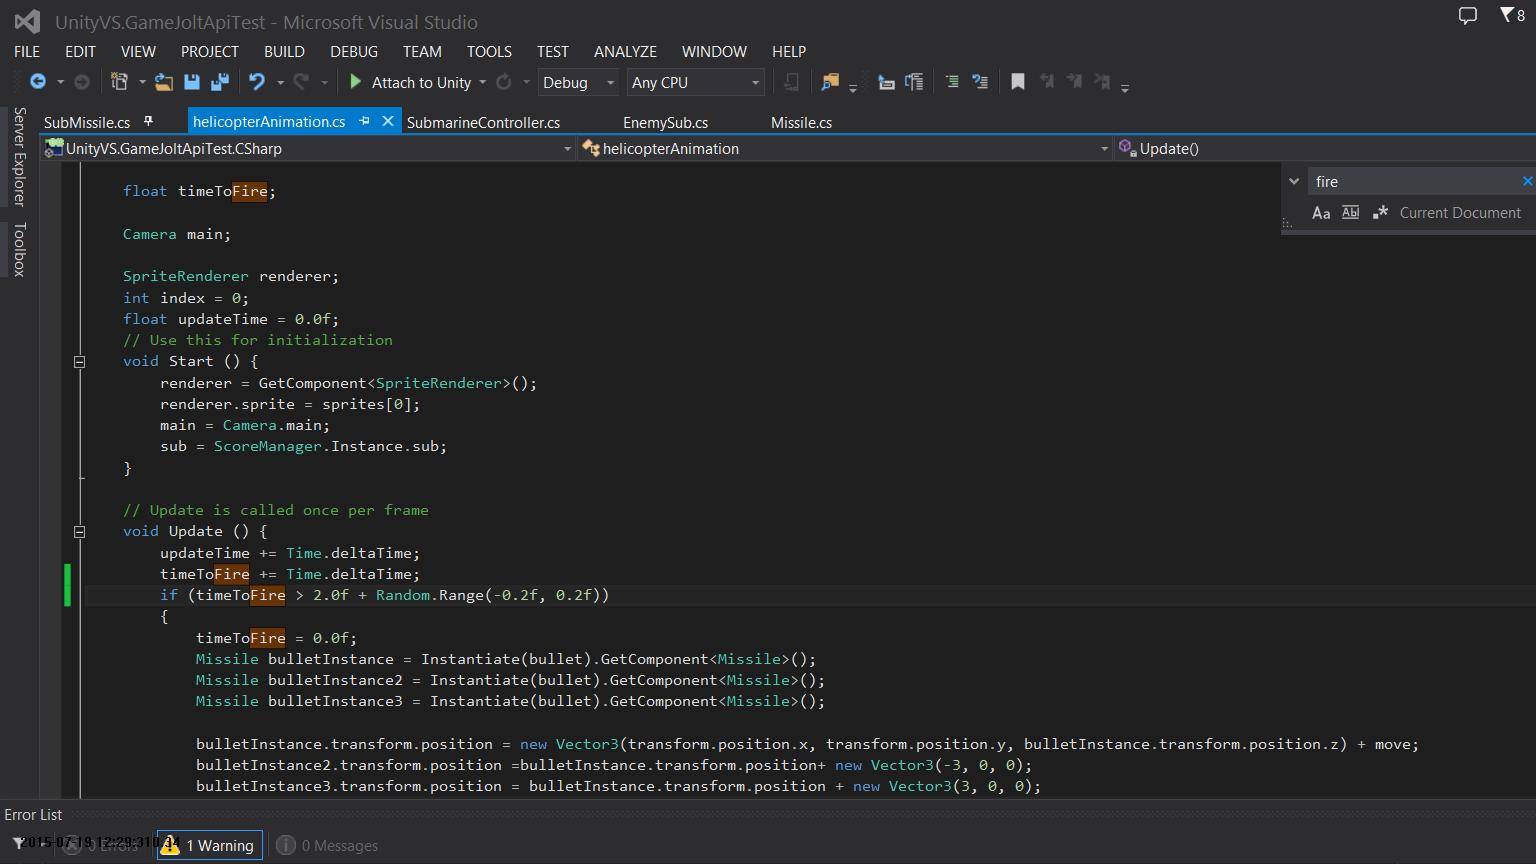 UnityVS.GameJoltApiTest - Microsoft Visual Studio
8
FILE EDIT VIEW PROJECT BUILD DEBUG TEAM TOOLS TEST ANALYZE WINDOW HELP
Attach to Unity Debug Any CPU
SubMissile.cs helicopterAnimation.cs SubmarineController.cs EnemySub.cs Missile.cs
UnityVS.GameJoltApiTest.CSharp helicopterAnimation Update()
Server Explorer
Toolbox
fire
Aa Abl .* Current Document
float timeToFire;
Camera main;
SpriteRenderer renderer;
int index = 0;
float updateTime = 0.0f;
// Use this for initialization
void Start () {
renderer = GetComponent<SpriteRenderer>();
renderer.sprite = sprites[0];
main = Camera.main;
sub = ScoreManager.Instance.sub;
}
// Update is called once per frame
void Update () {
updateTime += Time.deltaTime;
timeToFire += Time.deltaTime;
if (timeToFire > 2.0f + Random.Range(-0.2f, 0.2f))
{
timeToFire = 0.0f;
Missile bulletInstance = Instantiate(bullet).GetComponent<Missile>();
Missile bulletInstance2 = Instantiate(bullet).GetComponent<Missile>();
Missile bulletInstance3 = Instantiate(bullet).GetComponent<Missile>();
bulletInstance.transform.position = new Vector3(transform.position.x, transform.position.y, bulletInstance.transform.position.z) + move;
bulletInstance2.transform.position =bulletInstance.transform.position+ new Vector3(-3, 0, 0);
bulletInstance3.transform.position = bulletInstance.transform.position + new Vector3(3, 0, 0);
Error List
0 Errors 1 Warning 0 Messages